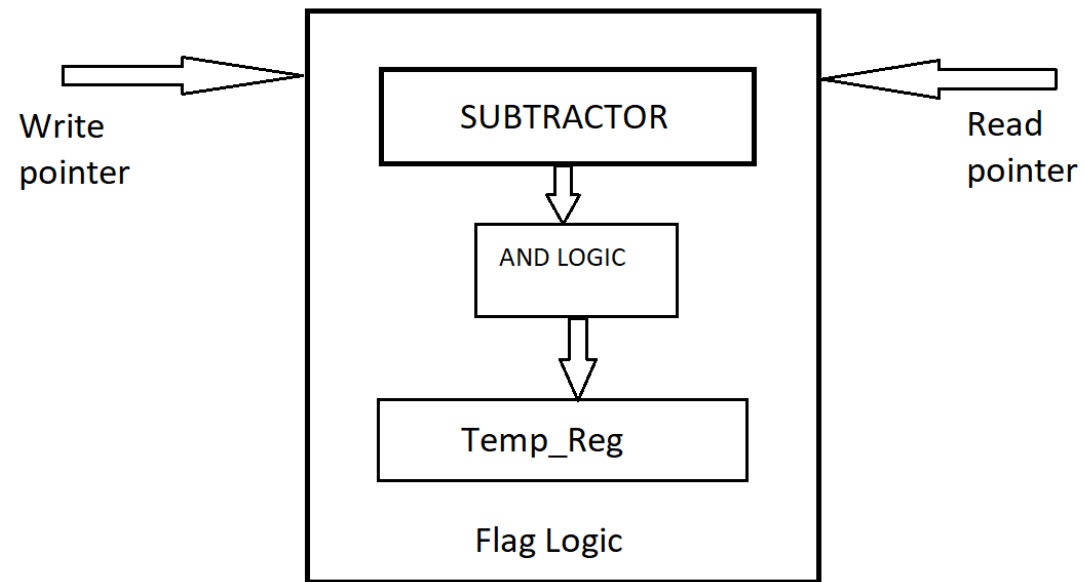 Write
pointer
SUBTRACTOR
Read
pointer
AND LOGIC
Temp_Reg
Flag Logic